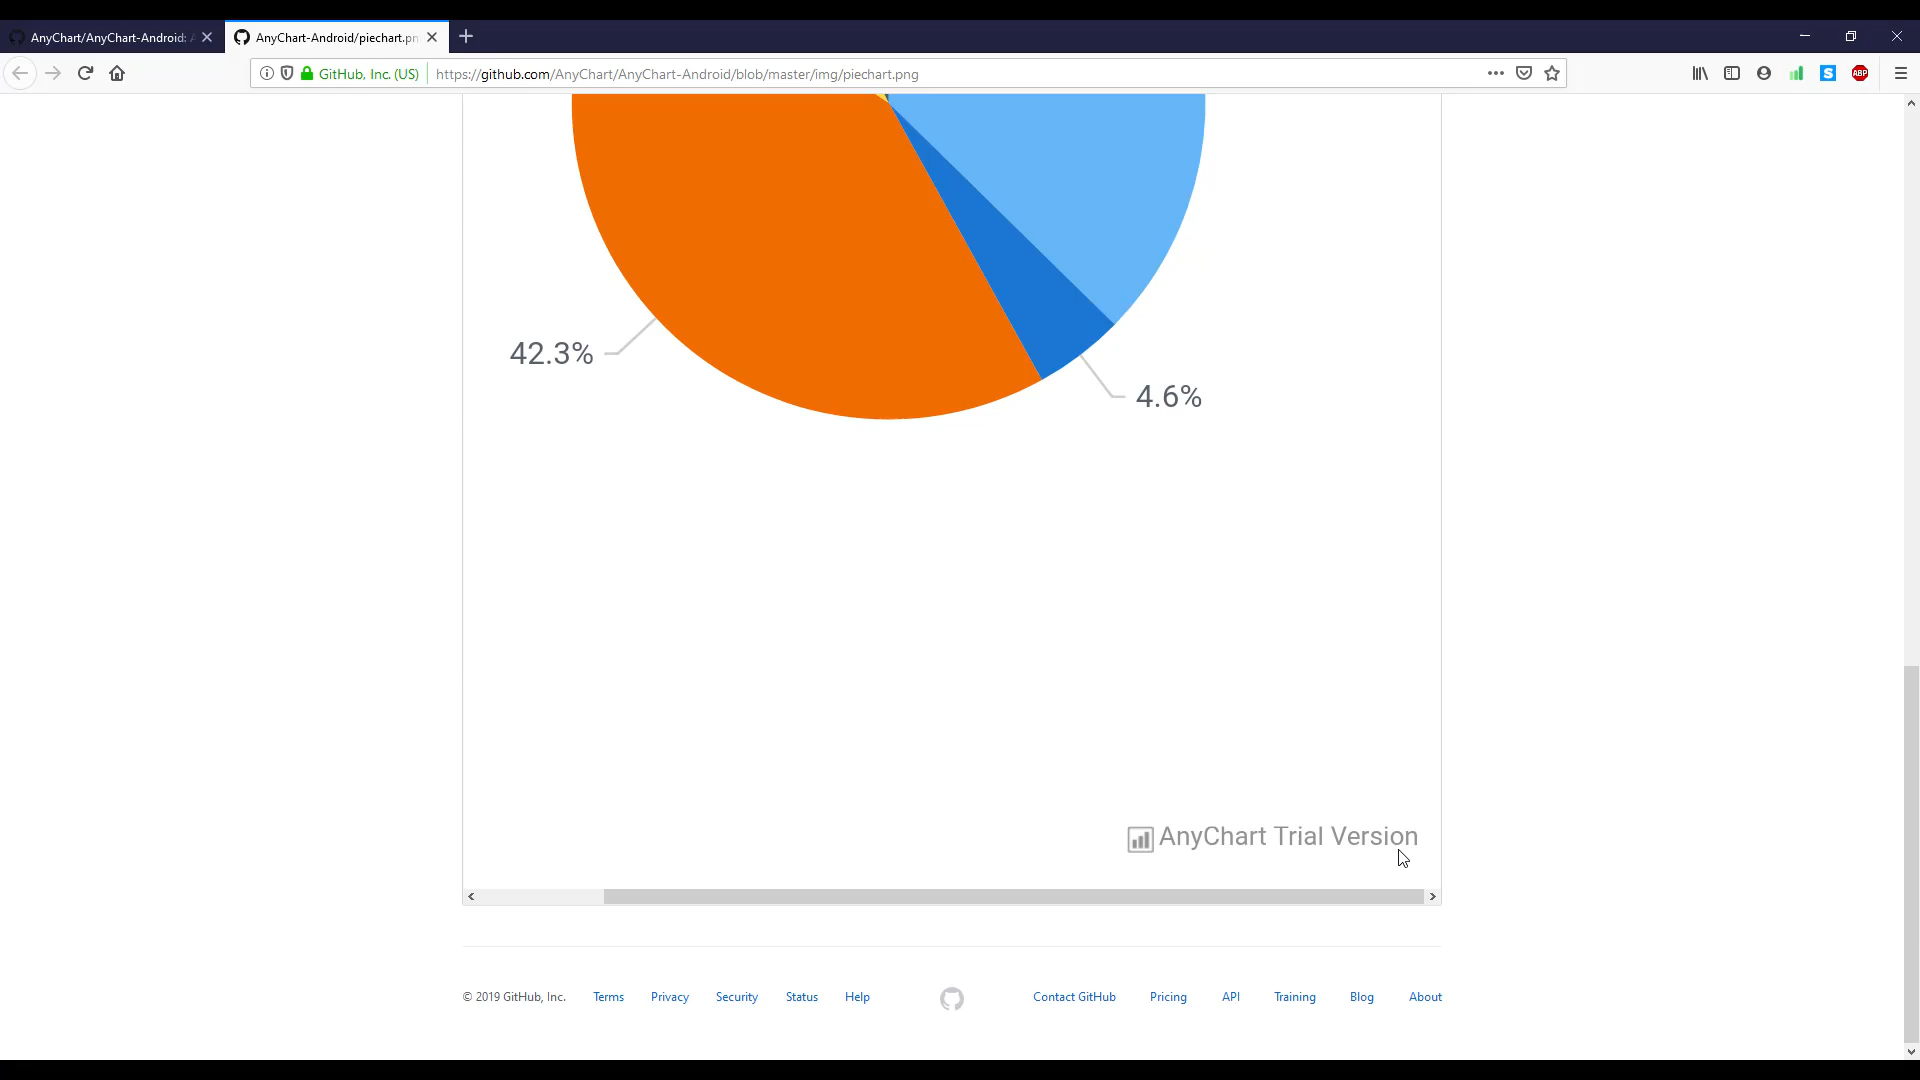 AnyChart/AnyChart-Android:
AnyChart-Android/piechart.pn
GitHub, Inc. (US)
https://github.com/AnyChart/AnyChart-Android/blob/master/img/piechart.png
S
ABP
42.3%
4.6%
AnyChart Trial Version
© 2019 GitHub, Inc. Terms Privacy Security Status Help Contact GitHub Pricing API Training Blog About